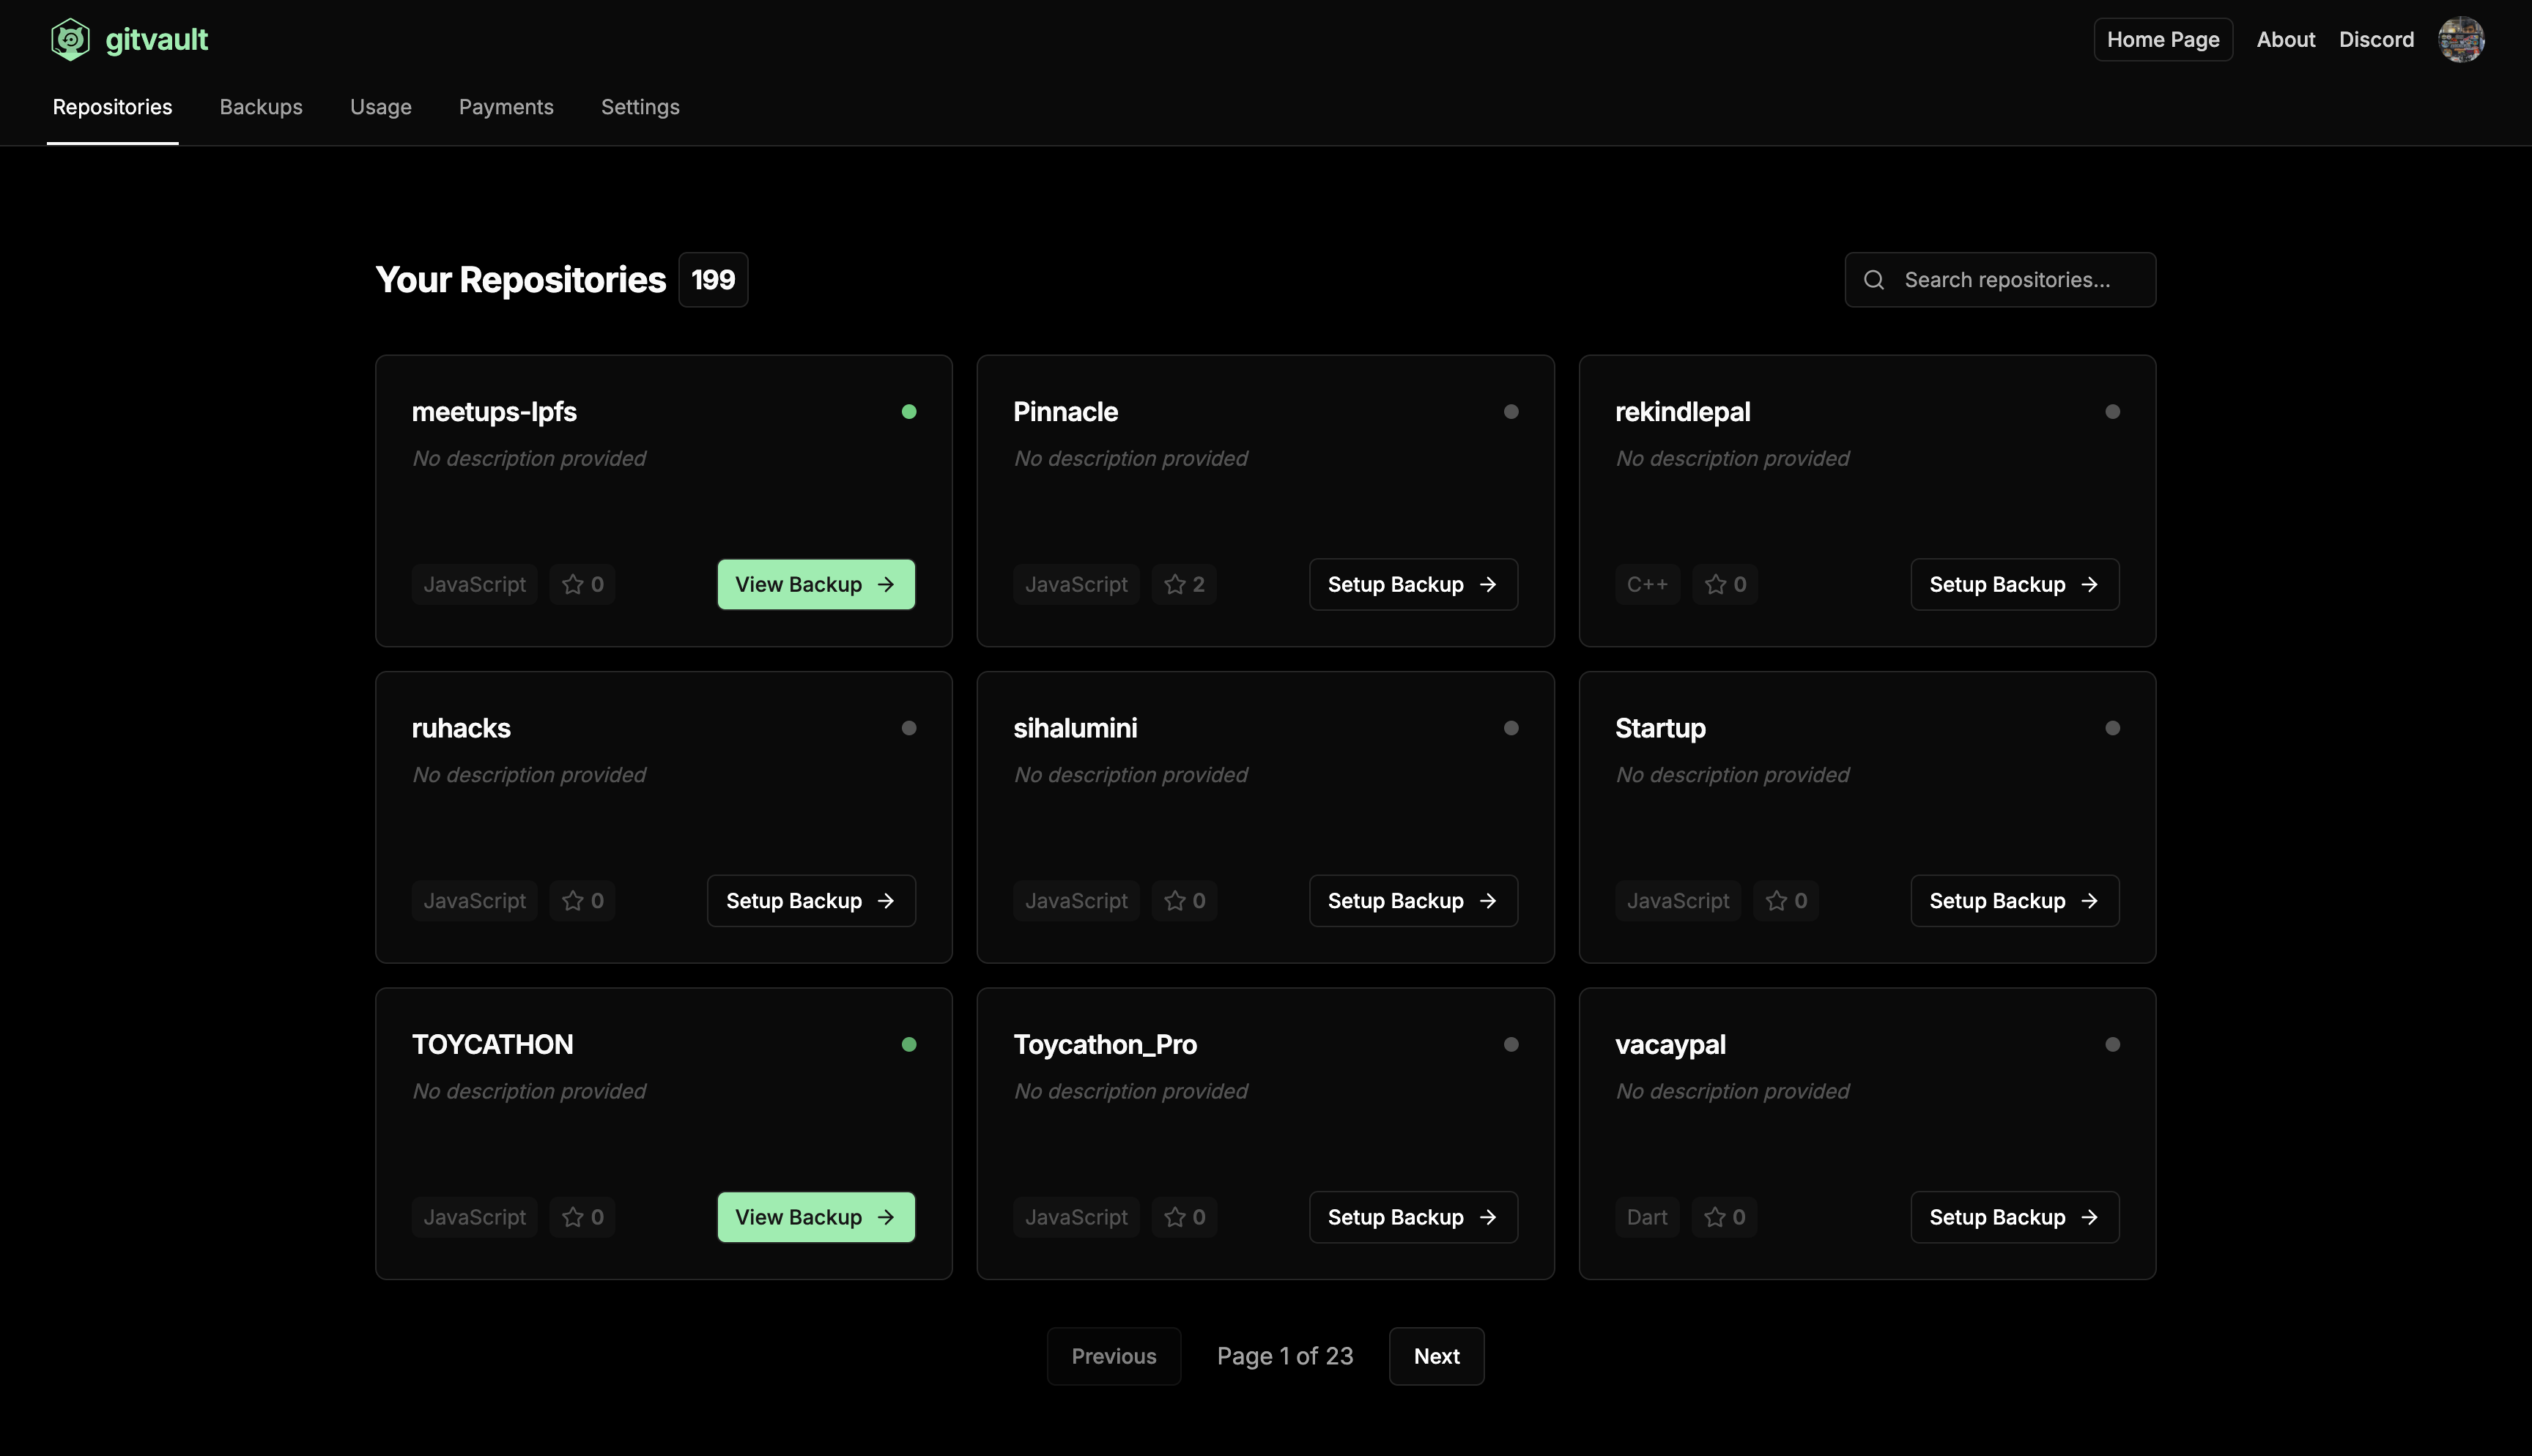 gitvault
Home Page About Discord
Repositories Backups Usage Payments Settings
Your Repositories 199
Search repositories...
meetups-Ipfs
No description provided
JavaScript 0 View Backup →
Pinnacle
No description provided
JavaScript 2 Setup Backup →
rekindlepal
No description provided
C++ 0 Setup Backup →
ruhacks
No description provided
JavaScript 0 Setup Backup →
sihalumini
No description provided
JavaScript 0 Setup Backup →
Startup
No description provided
JavaScript 0 Setup Backup →
TOYCATHON
No description provided
JavaScript 0 View Backup →
Toycathon_Pro
No description provided
JavaScript 0 Setup Backup →
vacaypal
No description provided
Dart 0 Setup Backup →
Previous Page 1 of 23 Next